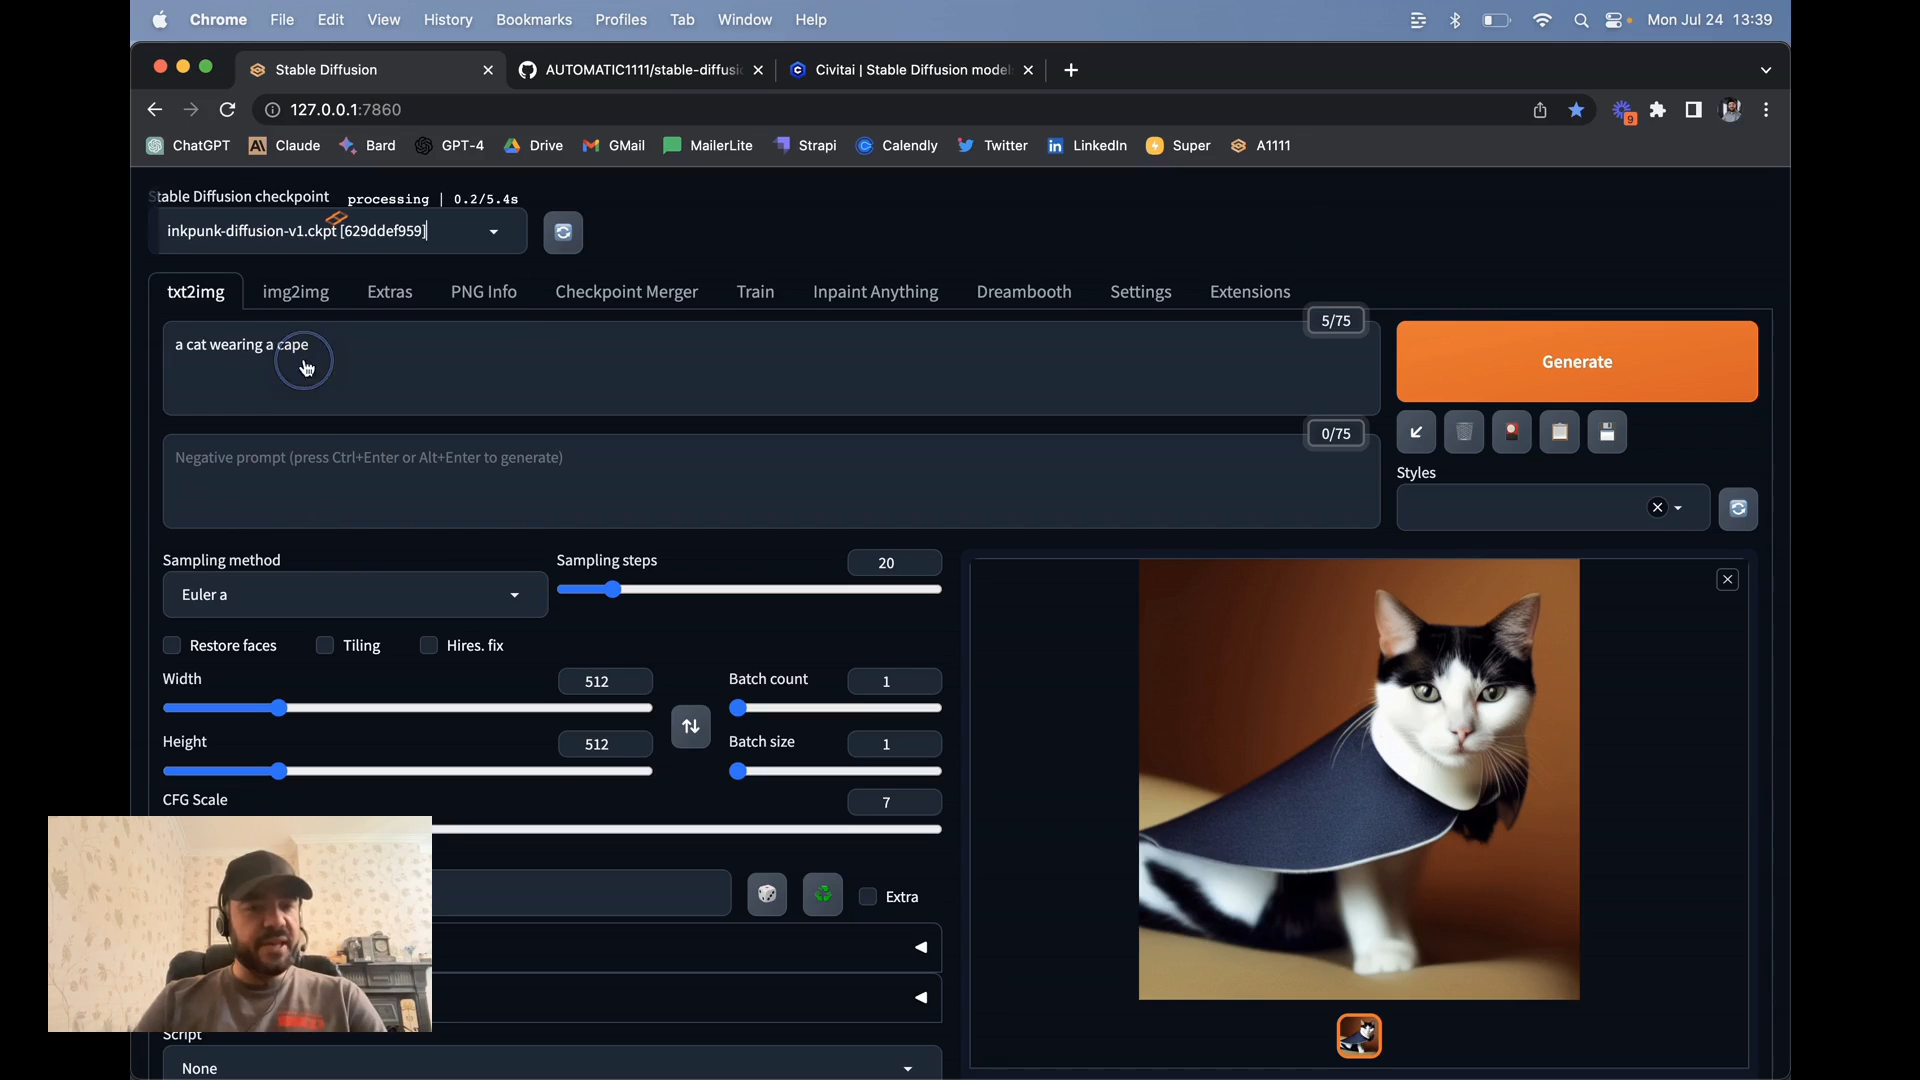 Chrome File Edit View History Bookmarks Profiles Tab Window Help Mon Jul 24 13:39
Stable Diffusion AUTOMATIC1111/stable-diffusi Civitai | Stable Diffusion model
127.0.0.1:7860
9
ChatGPT Claude Bard GPT-4 Drive GMail MailerLite Strapi Calendly Twitter LinkedIn Super A1111
Stable Diffusion checkpoint processing | 0.2/5.4s
inkpunk-diffusion-v1.ckpt [629ddef959]
txt2img img2img Extras PNG Info Checkpoint Merger Train Inpaint Anything Dreambooth Settings Extensions
5/75
a cat wearing a cape
Generate
0/75
Negative prompt (press Ctrl+Enter or Alt+Enter to generate)
Styles
Sampling method Sampling steps 20
Euler a
Restore faces Tiling Hires. fix
Width 512 Batch count 1
Height 512 Batch size 1
CFG Scale 7
Extra
Script
None